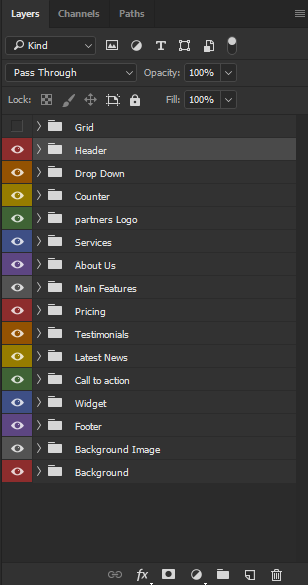 Layers Channels Paths
Kind
Pass Through Opacity: 100%
Lock: Fill: 100%
Grid
Header
Drop Down
Counter
partners Logo
Services
About Us
Main Features
Pricing
Testimonials
Latest News
Call to action
Widget
Footer
Background Image
Background
fx